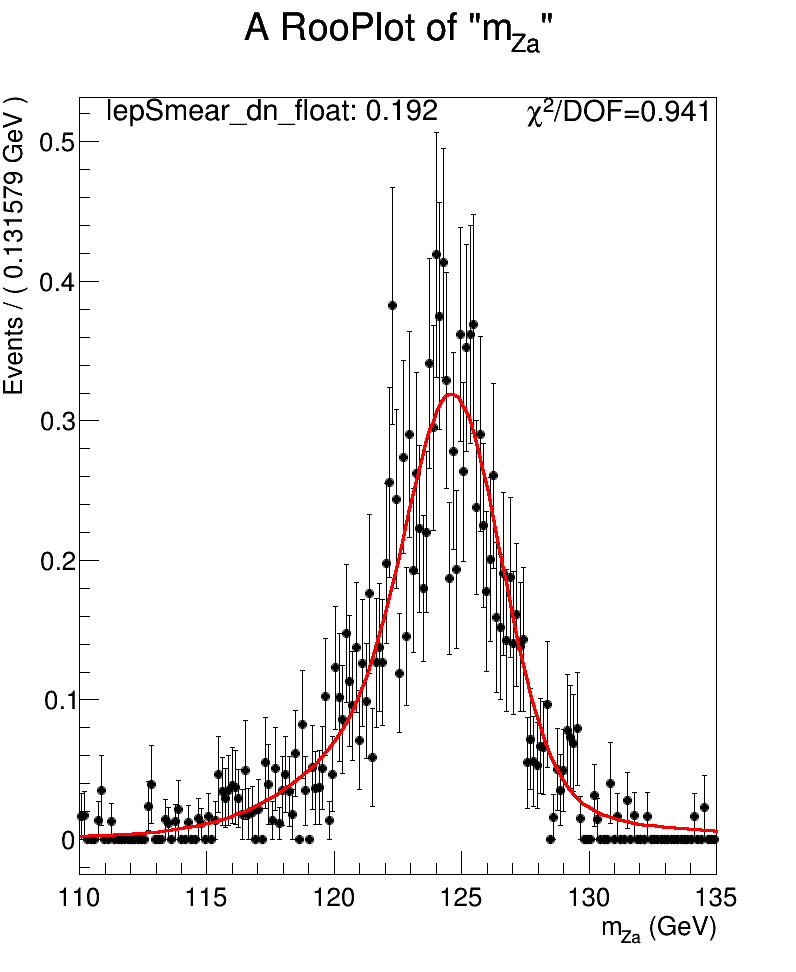 A RooPlot of "m_Za"
lepSmear_dn_float: 0.192
χ²/DOF=0.941
Events / ( 0.131579 GeV )
0.5
0.4
0.3
0.2
0.1
0
110 115 120 125 130 135
m_Za (GeV)